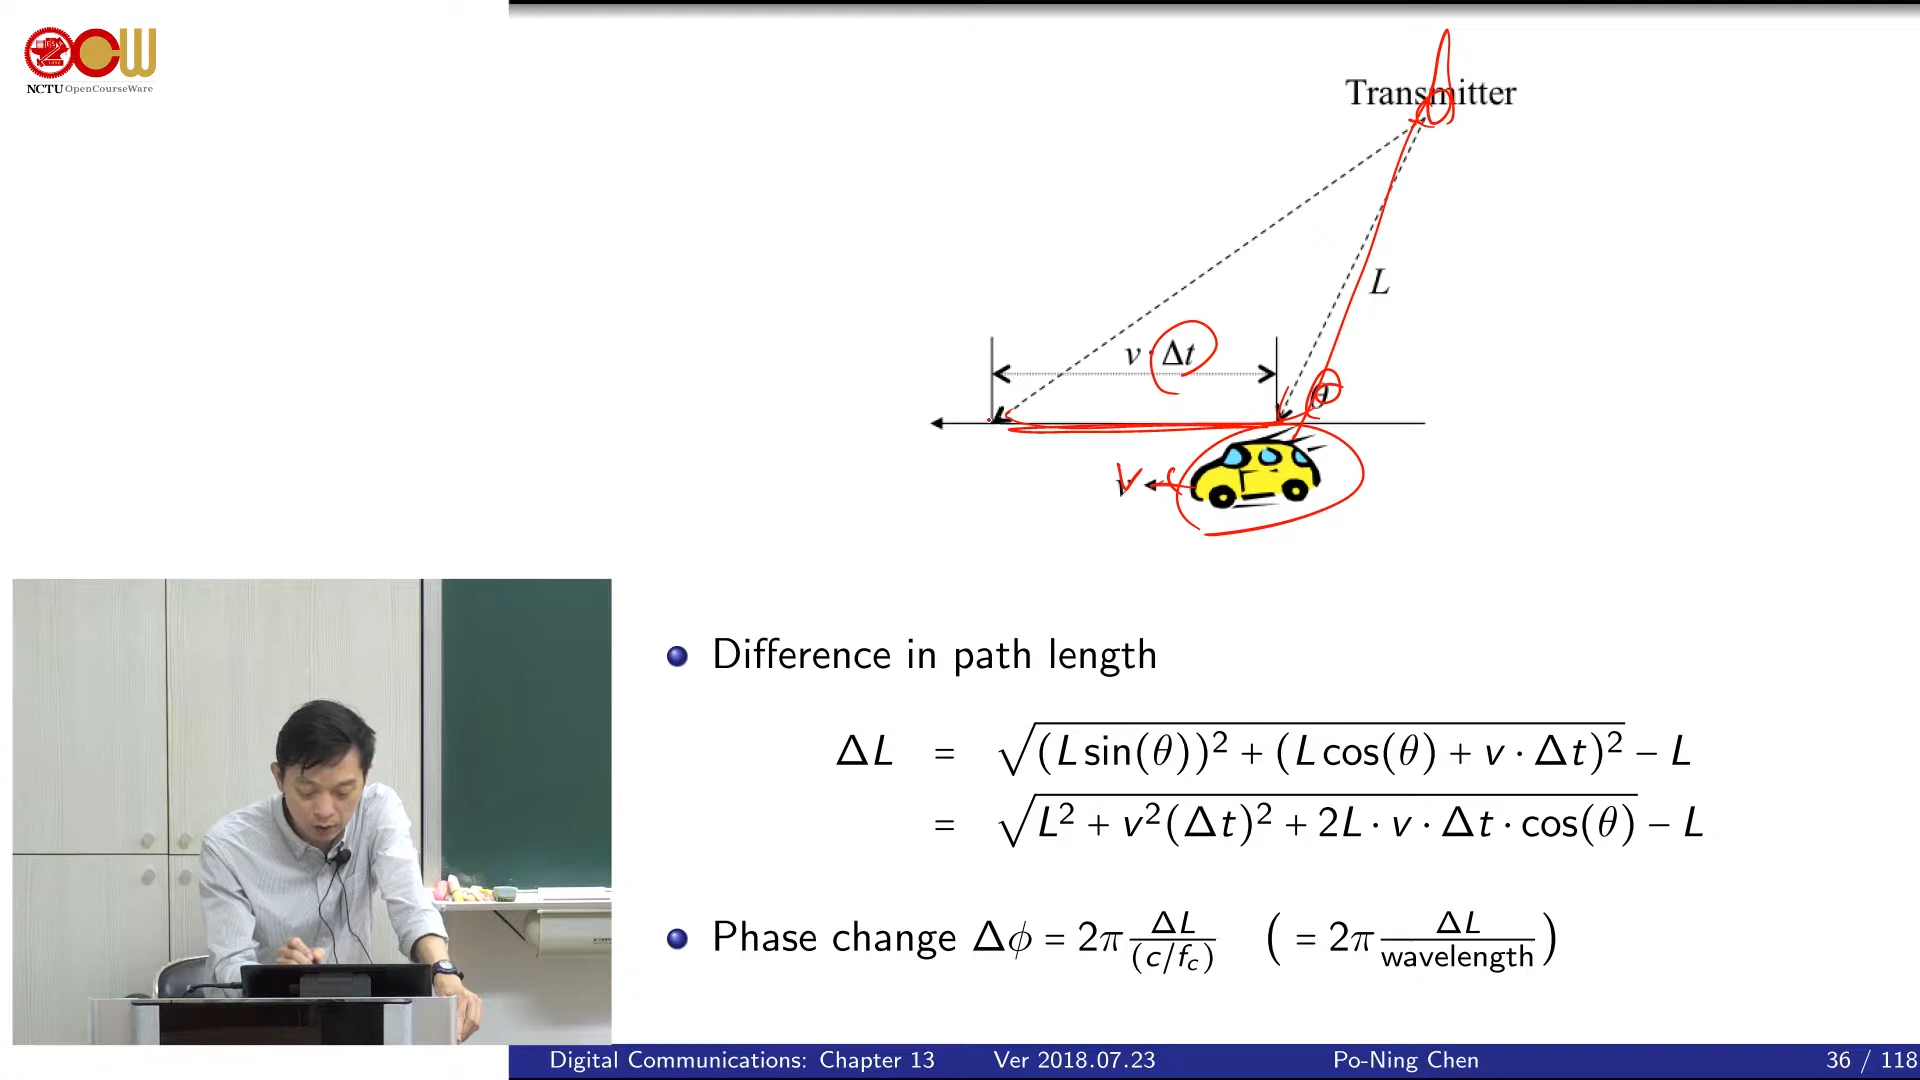 NCTU OpenCourseWare
Transmitter
L
v · Δt
θ
v
V
Difference in path length
ΔL = √(L sin(θ))² + (L cos(θ) + v · Δt)² − L
= √L² + v²(Δt)² + 2L · v · Δt · cos(θ) − L
Phase change Δϕ = 2π ΔL/(c/f_c) ( = 2π ΔL/wavelength )
Digital Communications: Chapter 13 Ver 2018.07.23 Po-Ning Chen 36 / 118